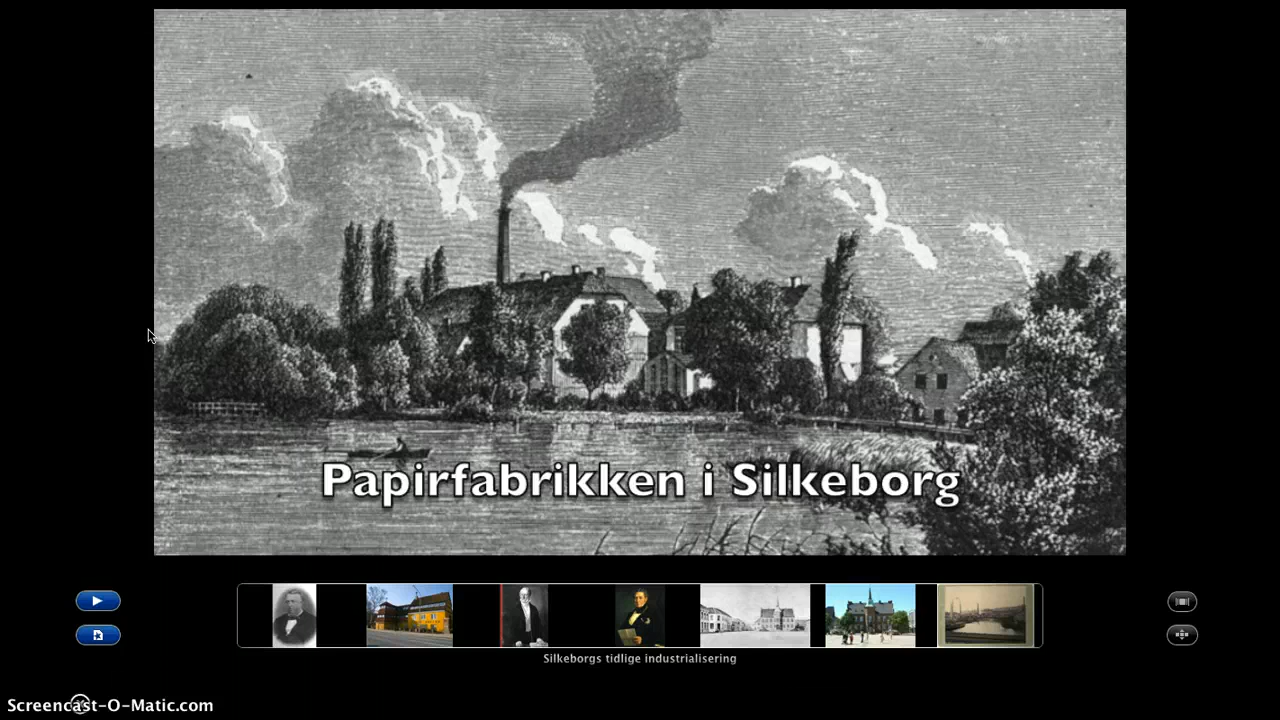 Papirfabrikken i Silkeborg
Silkeborgs tidlige industrialisering
Screencast-O-Matic.com